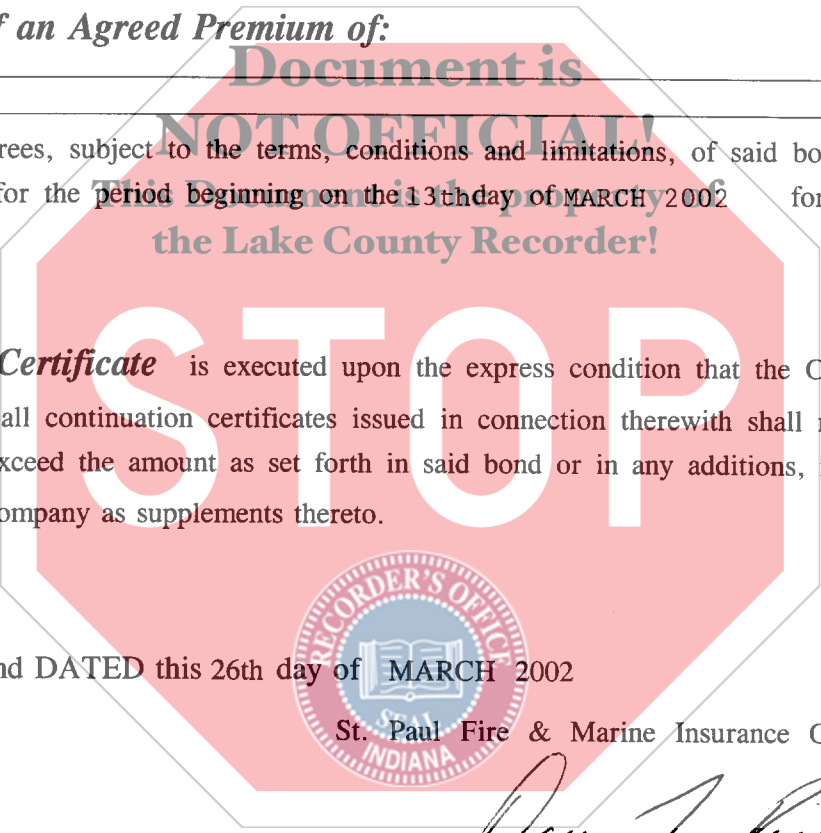 f an Agreed Premium of:
Document is
NOT OFFICIAL!
rees, subject to the terms, conditions and limitations, of said bo
This Document is the property of
for the period beginning on the 13thday of MARCH 2002 for
the Lake County Recorder!
STOP
Certificate is executed upon the express condition that the C
all continuation certificates issued in connection therewith shall
xceed the amount as set forth in said bond or in any additions,
ompany as supplements thereto.
RECORDER'S OFFICE
nd DATED this 26th day of MARCH 2002
SEAL
St. Paul Fire & Marine Insurance C
INDIANA